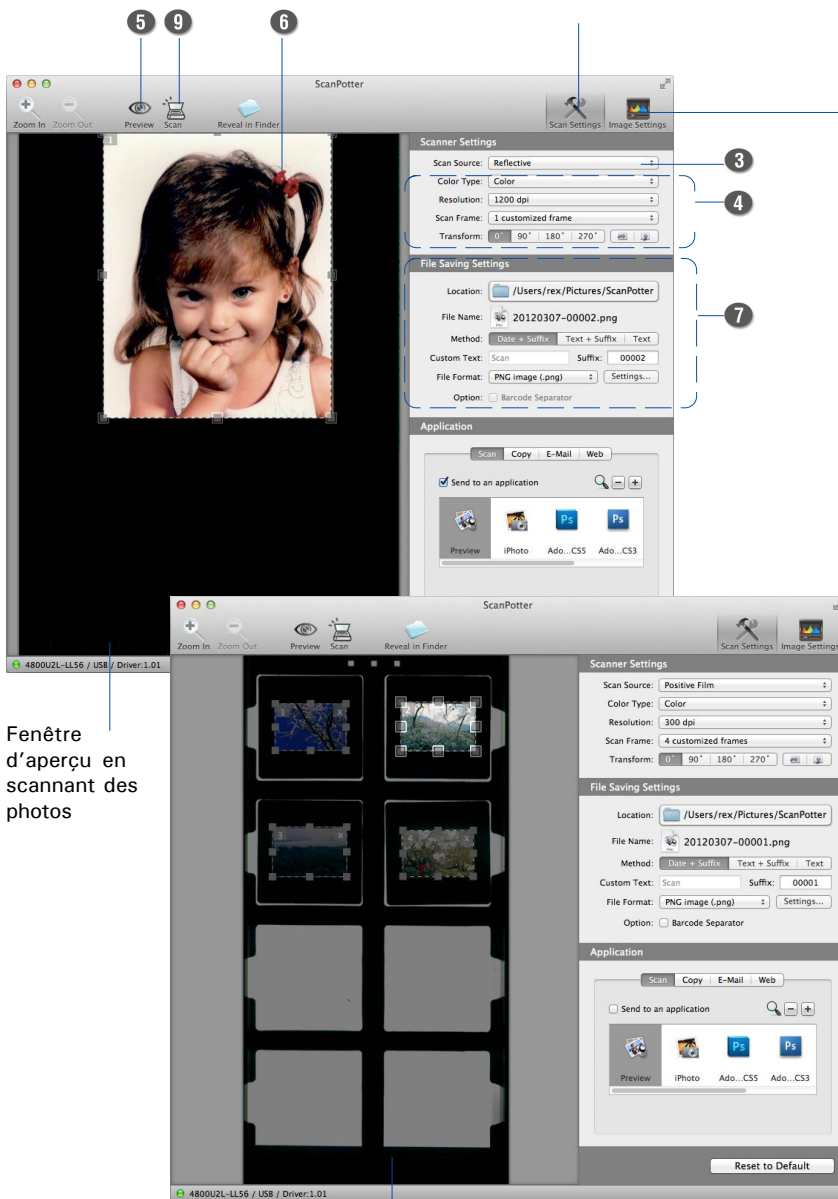 5 9 6
ScanPotter
Zoom In Zoom Out Preview Scan Reveal in Finder Scan Settings Image Settings
1
Scanner Settings
Scan Source: Reflective
3
Color Type: Color
Resolution: 1200 dpi
4
Scan Frame: 1 customized frame
Transform: 0° 90° 180° 270°
File Saving Settings
Location: /Users/rex/Pictures/ScanPotter
File Name: 20120307-00002.png
7
Method: Date + Suffix Text + Suffix Text
Custom Text: Scan Suffix: 00002
File Format: PNG image (.png) Settings...
Option: Barcode Separator
Application
Scan Copy E-Mail Web
Send to an application
Ps Ps
Preview iPhoto Ado...CS5 Ado...CS3
4800U2L-LL56 / USB / Driver:1.01
Fenêtre
d'aperçu en
scannant des
photos
ScanPotter
Zoom In Zoom Out Preview Scan Reveal in Finder Scan Settings Image Settings
1 x 2 x
3 x 4 x
Scanner Settings
Scan Source: Positive Film
Color Type: Color
Resolution: 300 dpi
Scan Frame: 4 customized frames
Transform: 0° 90° 180° 270°
File Saving Settings
Location: /Users/rex/Pictures/ScanPotter
File Name: 20120307-00001.png
Method: Date + Suffix Text + Suffix Text
Custom Text: Scan Suffix: 00001
File Format: PNG image (.png) Settings...
Option: Barcode Separator
Application
Scan Copy E-Mail Web
Send to an application
Ps Ps
Preview iPhoto Ado...CS5 Ado...CS3
Reset to Default
4800U2L-LL56 / USB / Driver:1.01